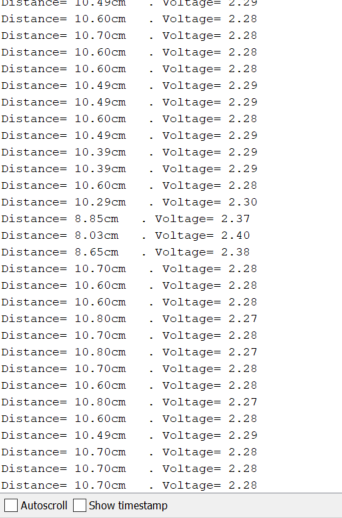 Distance= 10.49cm . Voltage= 2.29
Distance= 10.60cm . Voltage= 2.28
Distance= 10.70cm . Voltage= 2.28
Distance= 10.60cm . Voltage= 2.28
Distance= 10.60cm . Voltage= 2.28
Distance= 10.49cm . Voltage= 2.29
Distance= 10.49cm . Voltage= 2.29
Distance= 10.60cm . Voltage= 2.28
Distance= 10.49cm . Voltage= 2.29
Distance= 10.39cm . Voltage= 2.29
Distance= 10.39cm . Voltage= 2.29
Distance= 10.60cm . Voltage= 2.28
Distance= 10.29cm . Voltage= 2.30
Distance= 8.85cm . Voltage= 2.37
Distance= 8.03cm . Voltage= 2.40
Distance= 8.65cm . Voltage= 2.38
Distance= 10.70cm . Voltage= 2.28
Distance= 10.60cm . Voltage= 2.28
Distance= 10.60cm . Voltage= 2.28
Distance= 10.80cm . Voltage= 2.27
Distance= 10.70cm . Voltage= 2.28
Distance= 10.80cm . Voltage= 2.27
Distance= 10.70cm . Voltage= 2.28
Distance= 10.60cm . Voltage= 2.28
Distance= 10.80cm . Voltage= 2.27
Distance= 10.60cm . Voltage= 2.28
Distance= 10.49cm . Voltage= 2.29
Distance= 10.70cm . Voltage= 2.28
Distance= 10.70cm . Voltage= 2.28
Distance= 10.70cm . Voltage= 2.28
Autoscroll Show timestamp